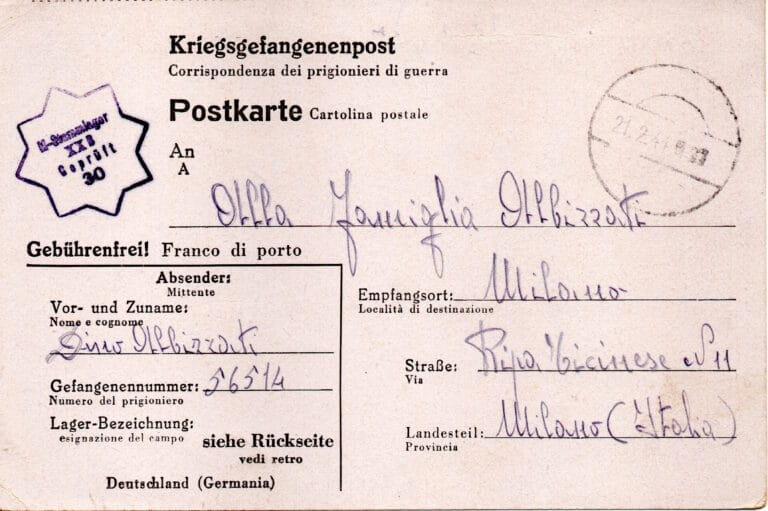 Kriegsgefangenenpost
Corrispondenza dei prigionieri di guerra
Postkarte Cartolina postale
M-Stammlager
XXB
Geprüft
30
21.2.44
An
A
Alla Famiglia Albizzati
Gebührenfrei! Franco di porto
Absender:
Mittente
Vor- und Zuname:
Nome e cognome
Dino Albizzati
Gefangenennummer: 56514
Numero del prigioniero
Lager-Bezeichnung:
esignazione del campo
siehe Rückseite
vedi retro
Deutschland (Germania)
Empfangsort: Milano
Località di destinazione
Straße: Ripa Ticinese N 11
Via
Landesteil: Milano (Italia)
Provincia